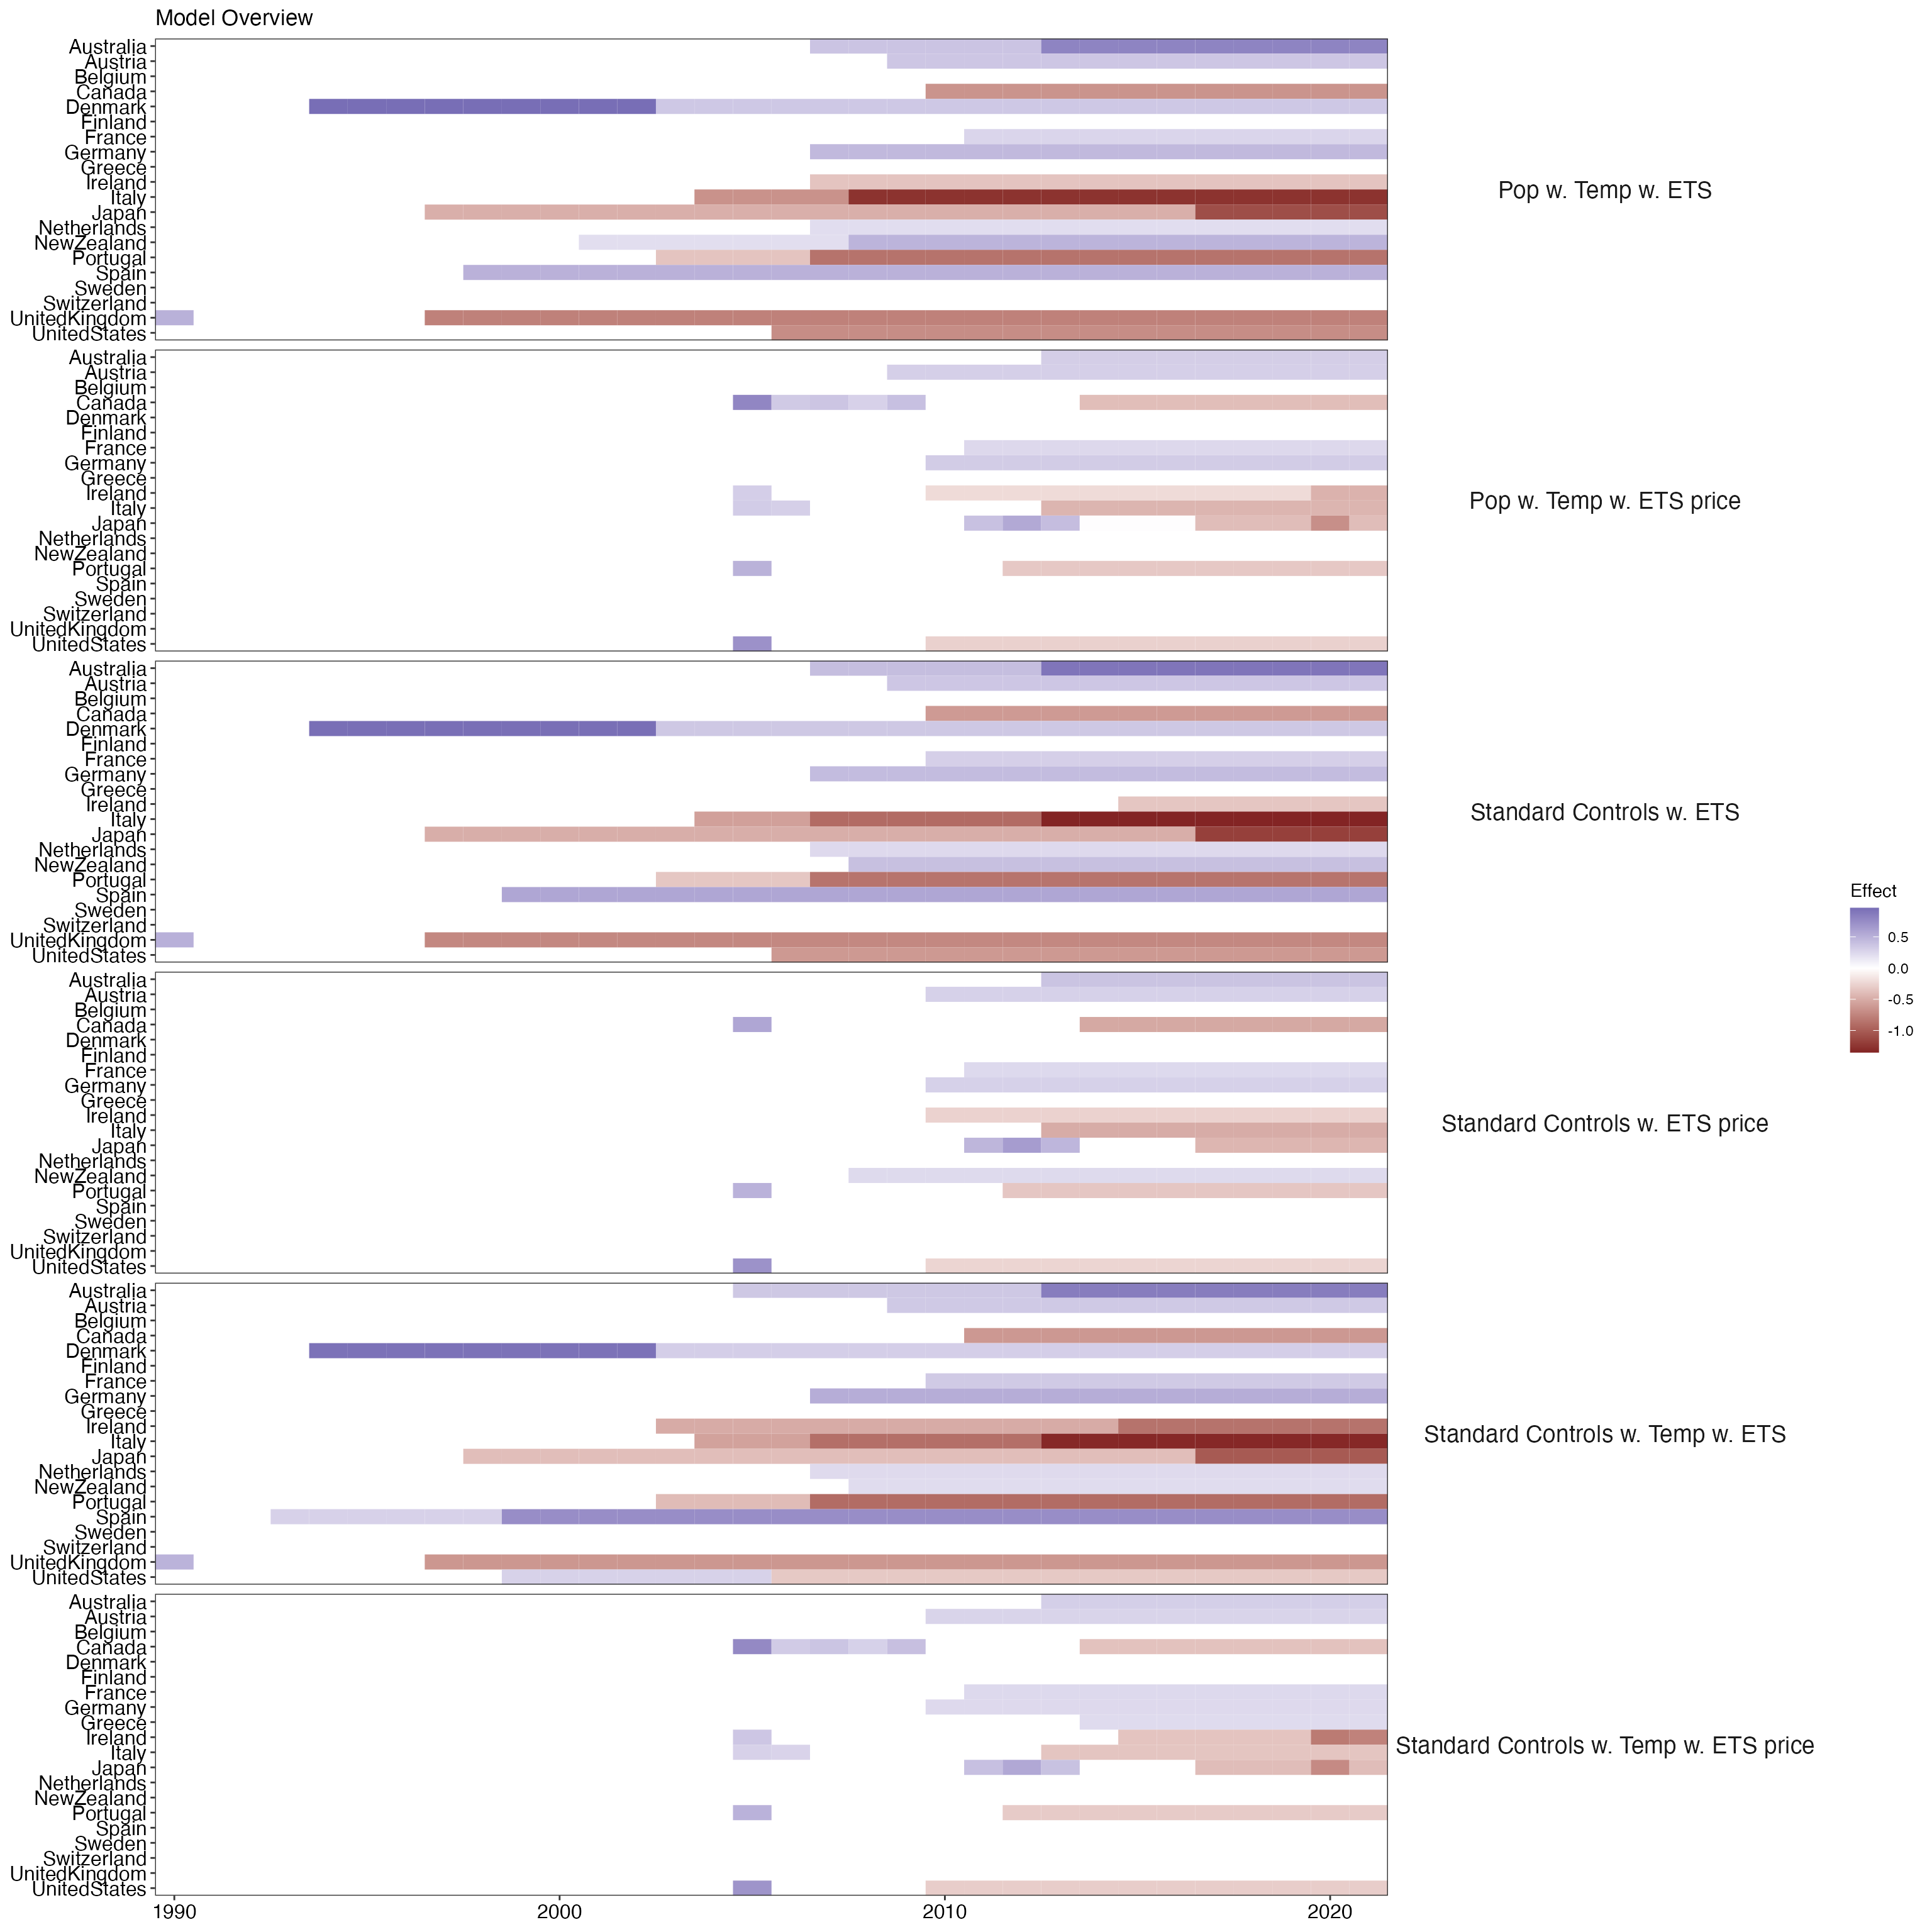 Model Overview
Australia
Austria
Belgium
Canada
Denmark
Finland
France
Germany
Greece
Ireland
Italy
Japan
Netherlands
NewZealand
Portugal
Spain
Sweden
Switzerland
UnitedKingdom
UnitedStates
Pop w. Temp w. ETS
Australia
Austria
Belgium
Canada
Denmark
Finland
France
Germany
Greece
Ireland
Italy
Japan
Netherlands
NewZealand
Portugal
Spain
Sweden
Switzerland
UnitedKingdom
UnitedStates
Pop w. Temp w. ETS price
Australia
Austria
Belgium
Canada
Denmark
Finland
France
Germany
Greece
Ireland
Italy
Japan
Netherlands
NewZealand
Portugal
Spain
Sweden
Switzerland
UnitedKingdom
UnitedStates
Standard Controls w. ETS
Australia
Austria
Belgium
Canada
Denmark
Finland
France
Germany
Greece
Ireland
Italy
Japan
Netherlands
NewZealand
Portugal
Spain
Sweden
Switzerland
UnitedKingdom
UnitedStates
Standard Controls w. ETS price
Australia
Austria
Belgium
Canada
Denmark
Finland
France
Germany
Greece
Ireland
Italy
Japan
Netherlands
NewZealand
Portugal
Spain
Sweden
Switzerland
UnitedKingdom
UnitedStates
Standard Controls w. Temp w. ETS
Australia
Austria
Belgium
Canada
Denmark
Finland
France
Germany
Greece
Ireland
Italy
Japan
Netherlands
NewZealand
Portugal
Spain
Sweden
Switzerland
UnitedKingdom
UnitedStates
Standard Controls w. Temp w. ETS price
1990 2000 2010 2020
Effect
0.5
0.0
-0.5
-1.0